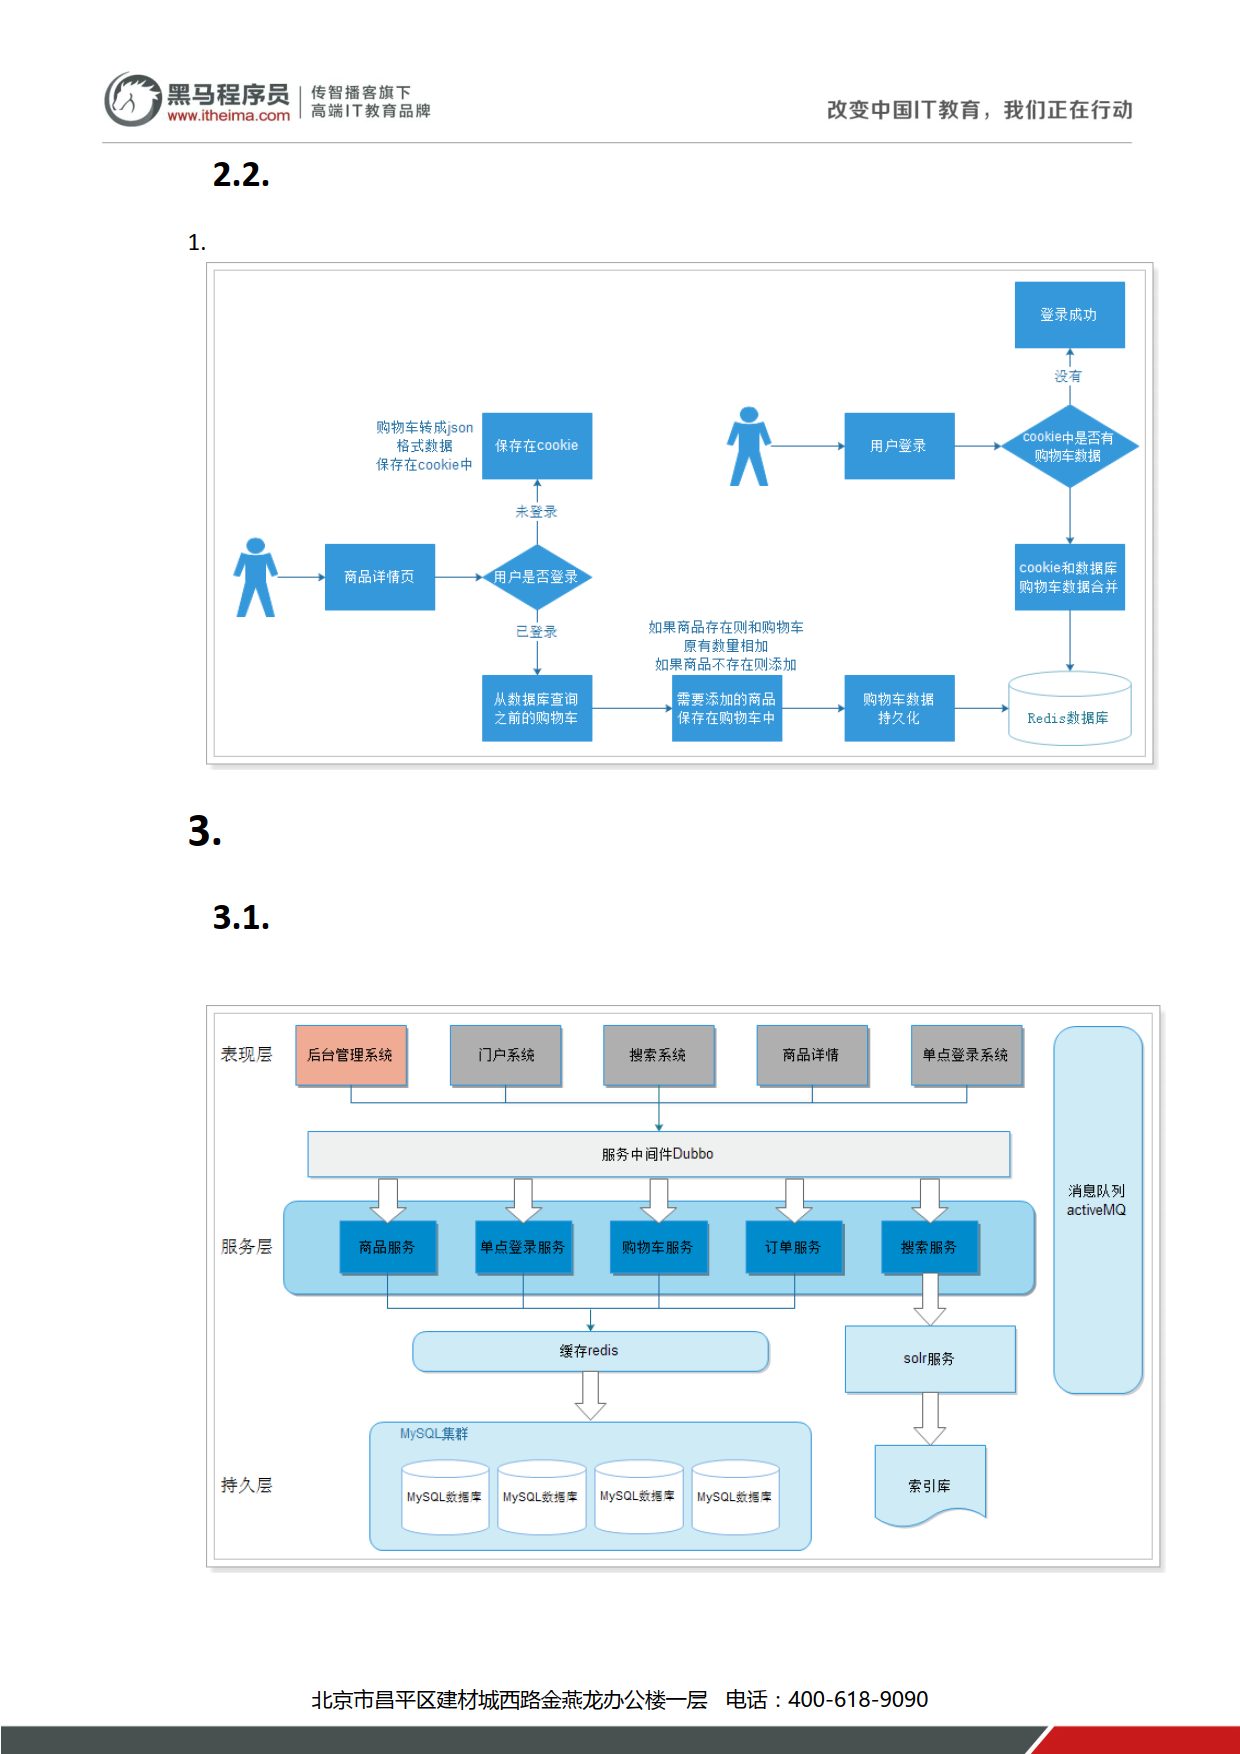 黑马程序员
www.itheima.com
传智播客旗下
高端IT教育品牌
改变中国IT教育，我们正在行动
2.2.
1.
登录成功
没有
购物车转成json
格式数据
保存在cookie中
保存在cookie
用户登录
cookie中是否有
购物车数据
未登录
商品详情页
用户是否登录
cookie和数据库
购物车数据合并
已登录
如果商品存在则和购物车
原有数量相加
如果商品不存在则添加
从数据库查询
之前的购物车
需要添加的商品
保存在购物车中
购物车数据
持久化
Redis数据库
3.
3.1.
表现层
后台管理系统
门户系统
搜索系统
商品详情
单点登录系统
服务中间件Dubbo
消息队列
activeMQ
服务层
商品服务
单点登录服务
购物车服务
订单服务
搜索服务
缓存redis
solr服务
MySQL集群
持久层
MySQL数据库
MySQL数据库
MySQL数据库
MySQL数据库
索引库
北京市昌平区建材城西路金燕龙办公楼一层 电话：400-618-9090